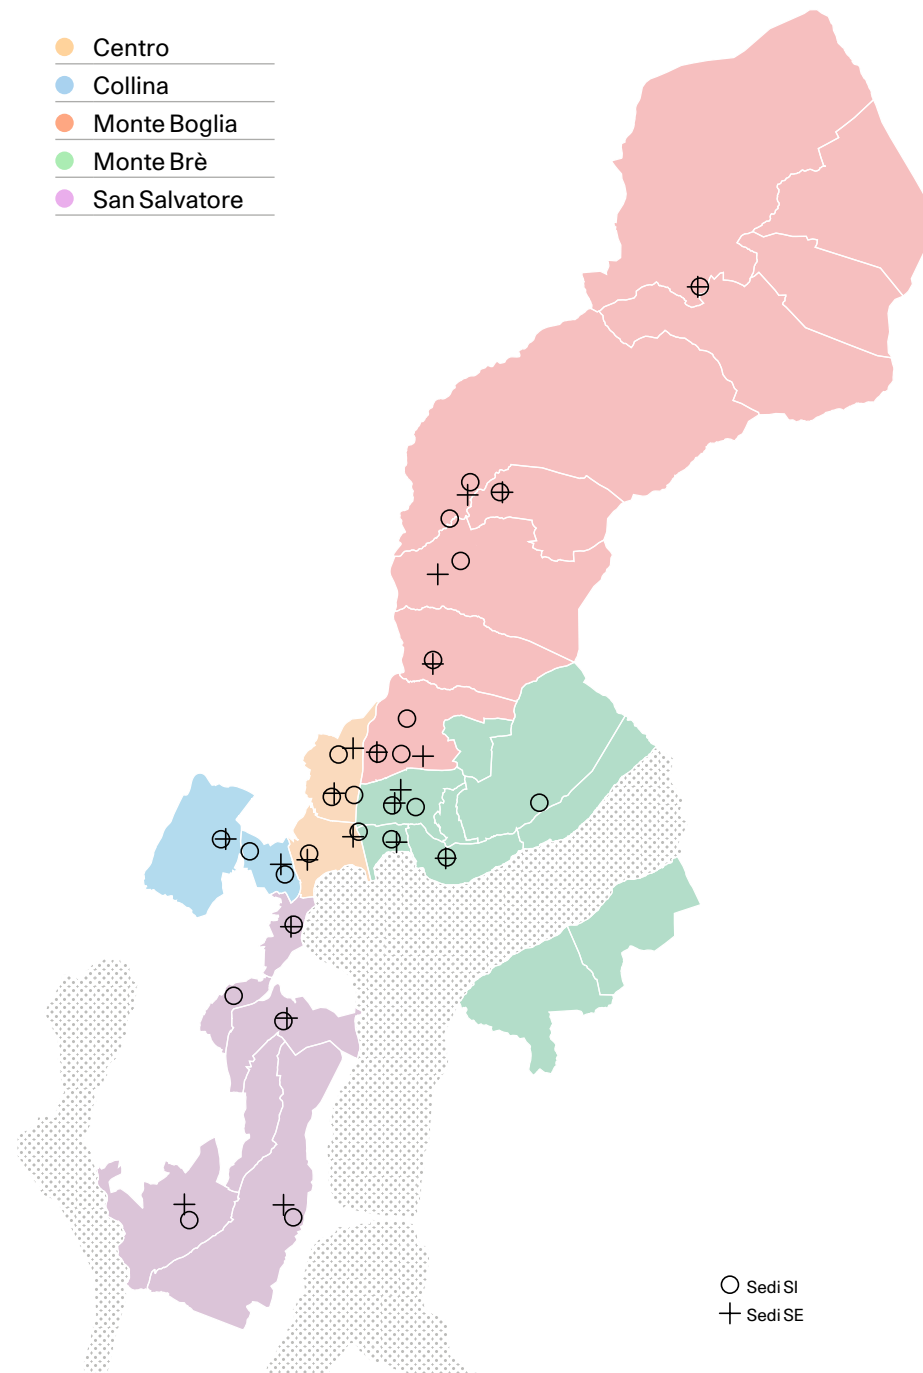 Centro
Collina
Monte Boglia
Monte Brè
San Salvatore
Sedi SI
Sedi SE